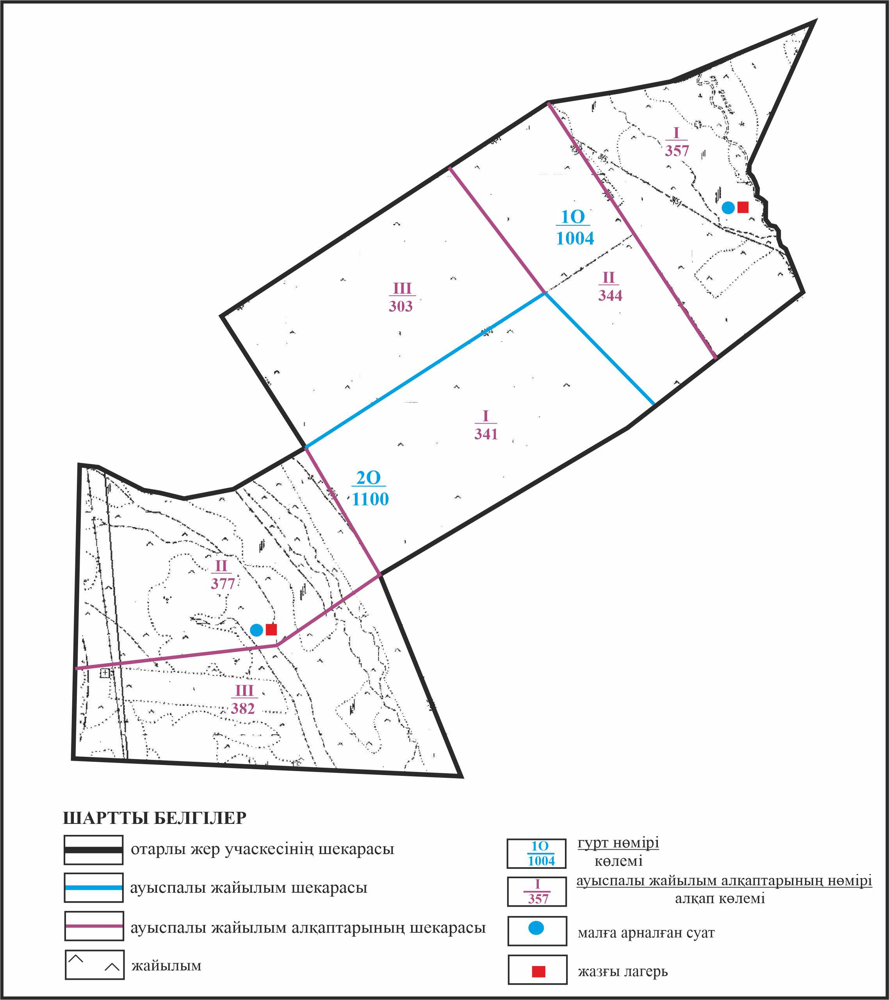 I
357
1О
1004
II
344
III
303
I
341
2О
1100
II
377
III
382
ШАРТТЫ БЕЛГІЛЕР
отарлы жер учаскесінің шекарасы
ауыспалы жайылым шекарасы
ауыспалы жайылым алқаптарының шекарасы
жайылым
1О
1004
гурт нөмірі
көлемі
I
357
ауыспалы жайылым алқаптарының нөмірі
алқап көлемі
малға арналған суат
жазғы лагерь